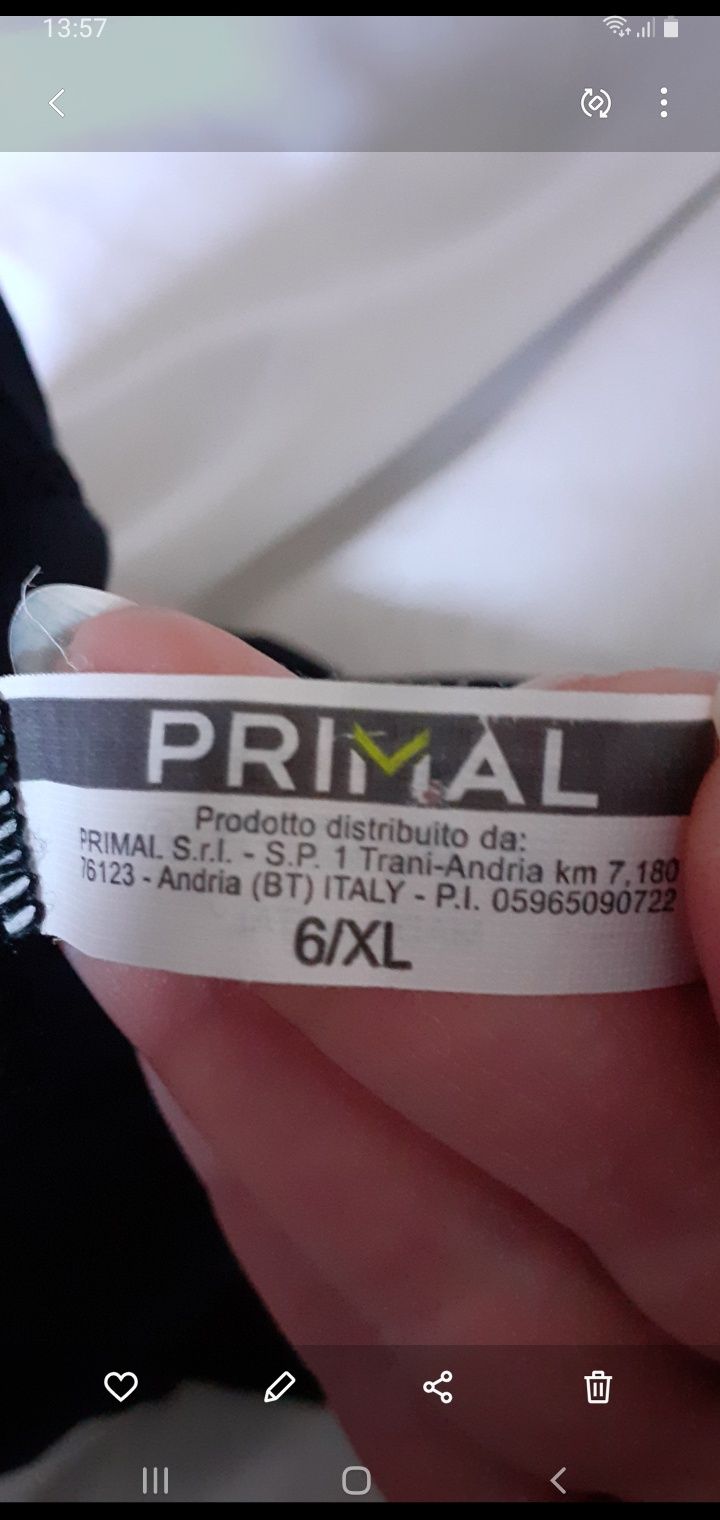 13:57
PRIMAL
Prodotto distribuito da:
PRIMAL S.r.l. - S.P. 1 Trani-Andria km 7,180
76123 - Andria (BT) ITALY - P.I. 05965090722
6/XL